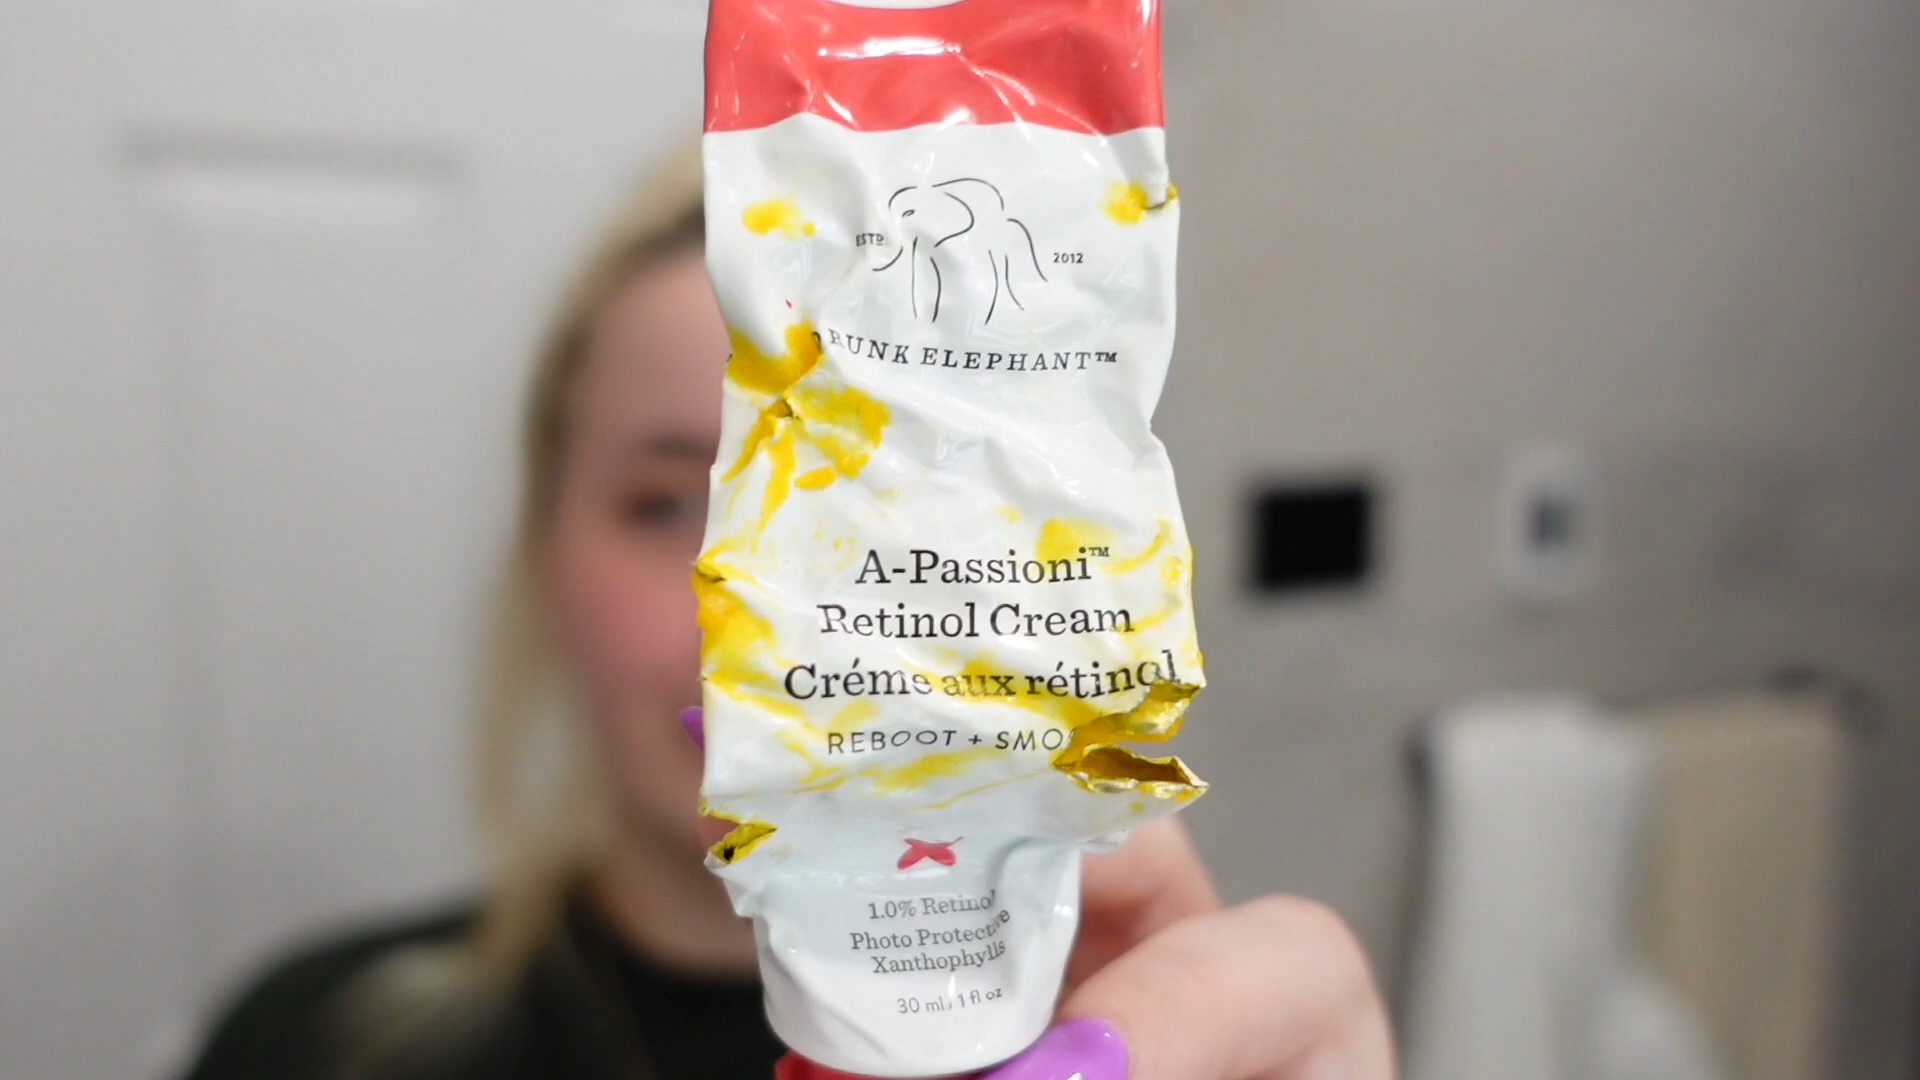 ESTD
2012
RUNK ELEPHANT™
A-Passioni™
Retinol Cream
Créme aux rétinol
REBOOT + SMO
1.0% Retinol
Photo Protective
Xanthophylls
30 ml / 1 fl oz